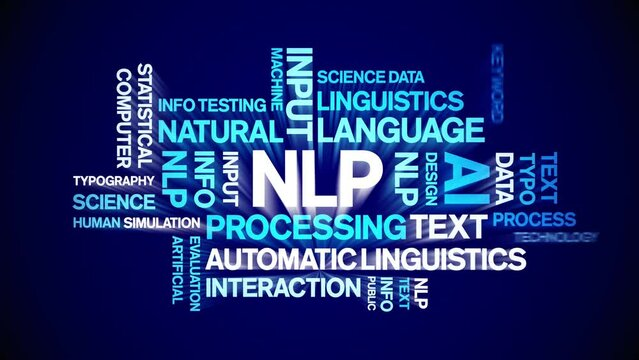 STATISTICAL
COMPUTER
MACHINE
INPUT
SCIENCE DATA
KEYWORD
INFO TESTING
LINGUISTICS
NATURAL
LANGUAGE
NLP
INFO
INPUT
NLP
NLP
DESIGN
AI
DATA
TYPO
TEXT
TYPOGRAPHY
SCIENCE
HUMAN SIMULATION
PROCESSING
TEXT
PROCESS
TECHNOLOGY
EVALUATION
ARTIFICIAL
AUTOMATIC LINGUISTICS
INTERACTION
PUBLIC
INFO
TEXT
NLP